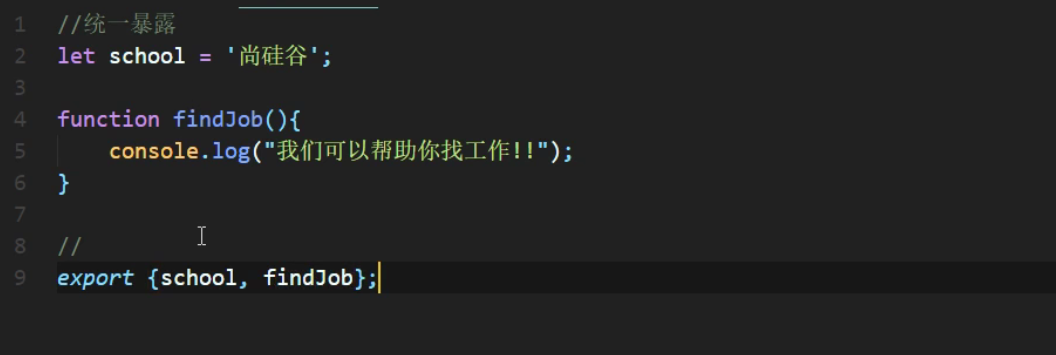 1 //统一暴露
2 let school = '尚硅谷';
3
4 function findJob(){
5     console.log("我们可以帮助你找工作!!");
6 }
7
8 //
9 export {school, findJob};